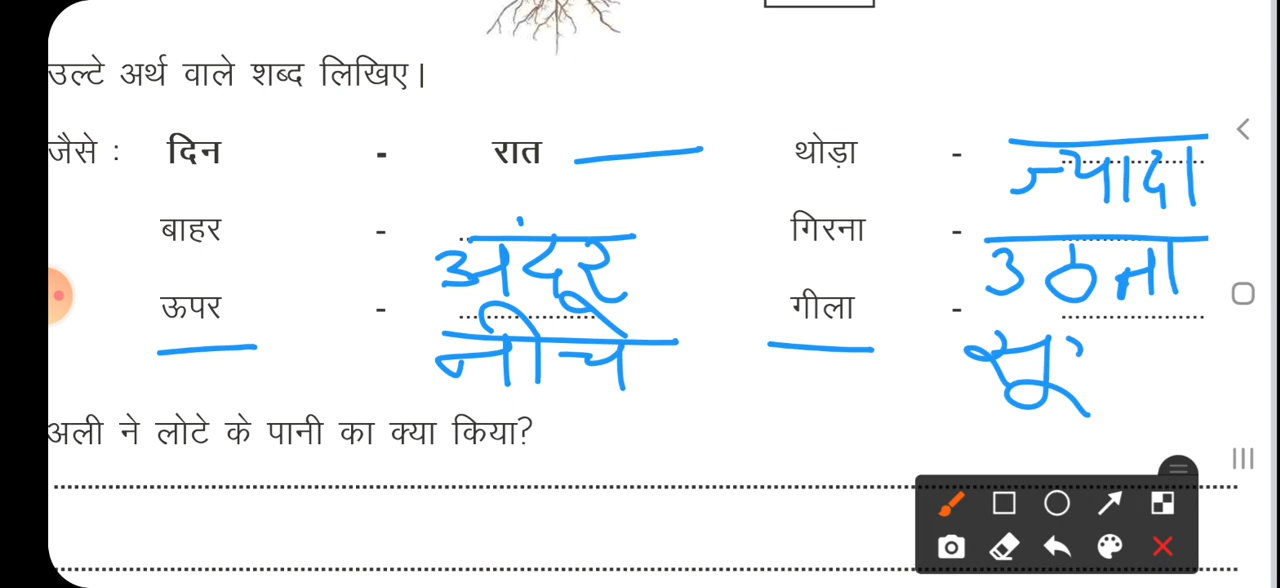 उल्टे अर्थ वाले शब्द लिखिए।
जैसे : दिन - रात थोड़ा - ज्यादा
बाहर - अंदर गिरना - उठना
ऊपर - नीचे गीला - सू
अली ने लोटे के पानी का क्या किया?